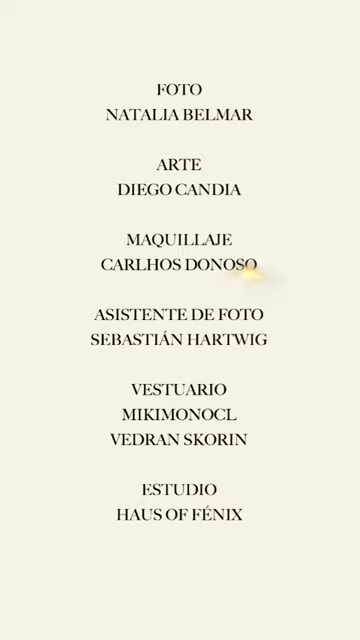 FOTO
NATALIA BELMAR
ARTE
DIEGO CANDIA
MAQUILLAJE
CARLHOS DONOSO
ASISTENTE DE FOTO
SEBASTIÁN HARTWIG
VESTUARIO
MIKIMONOCL
VEDRAN SKORIN
ESTUDIO
HAUS OF FÉNIX